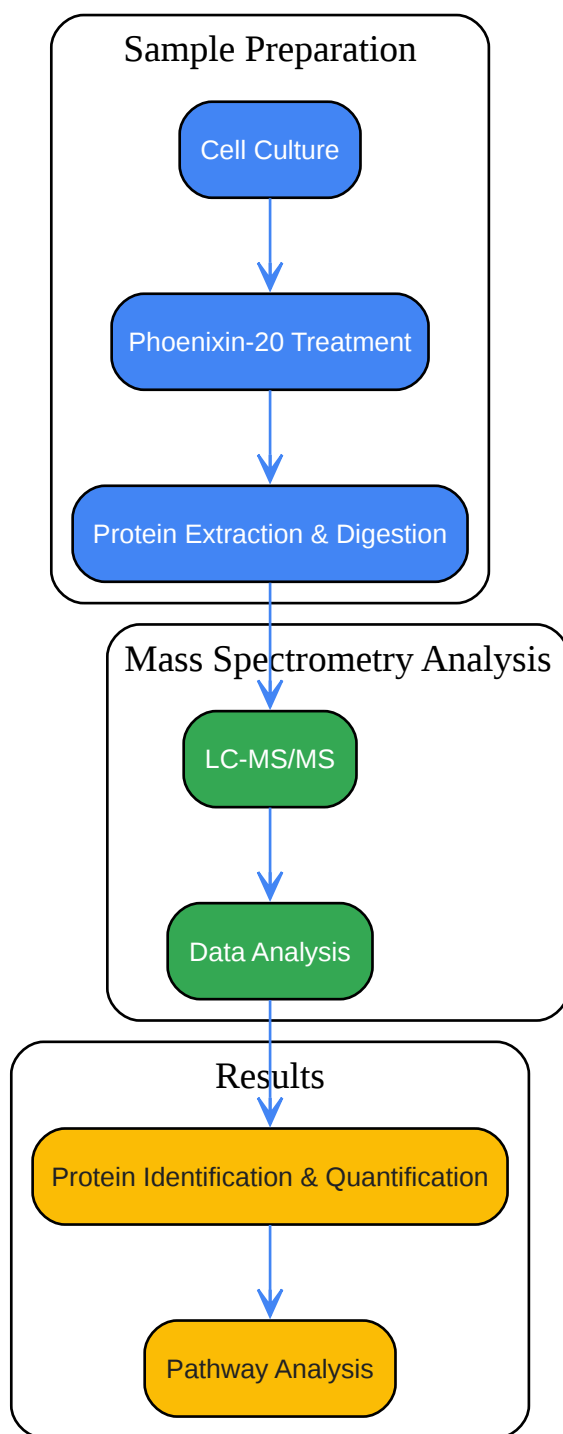 Sample Preparation
Cell Culture
Phoenixin-20 Treatment
Protein Extraction & Digestion
Mass Spectrometry Analysis
LC-MS/MS
Data Analysis
Results
Protein Identification & Quantification
Pathway Analysis